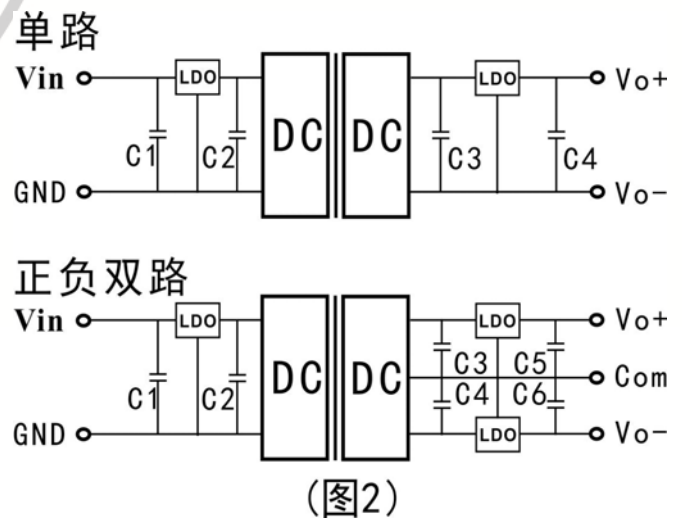 单路
Vin LDO LDO Vo+
DC DC
C1 C2 C3 C4
GND Vo-
正负双路
Vin LDO LDO Vo+
C3 C5
DC DC Com
C1 C2 C4 C6
GND LDO Vo-
(图2)